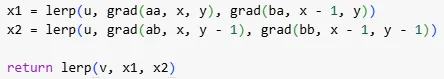 x1 = lerp(u, grad(aa, x, y), grad(ba, x - 1, y))
x2 = lerp(u, grad(ab, x, y - 1), grad(bb, x - 1, y - 1))
return lerp(v, x1, x2)